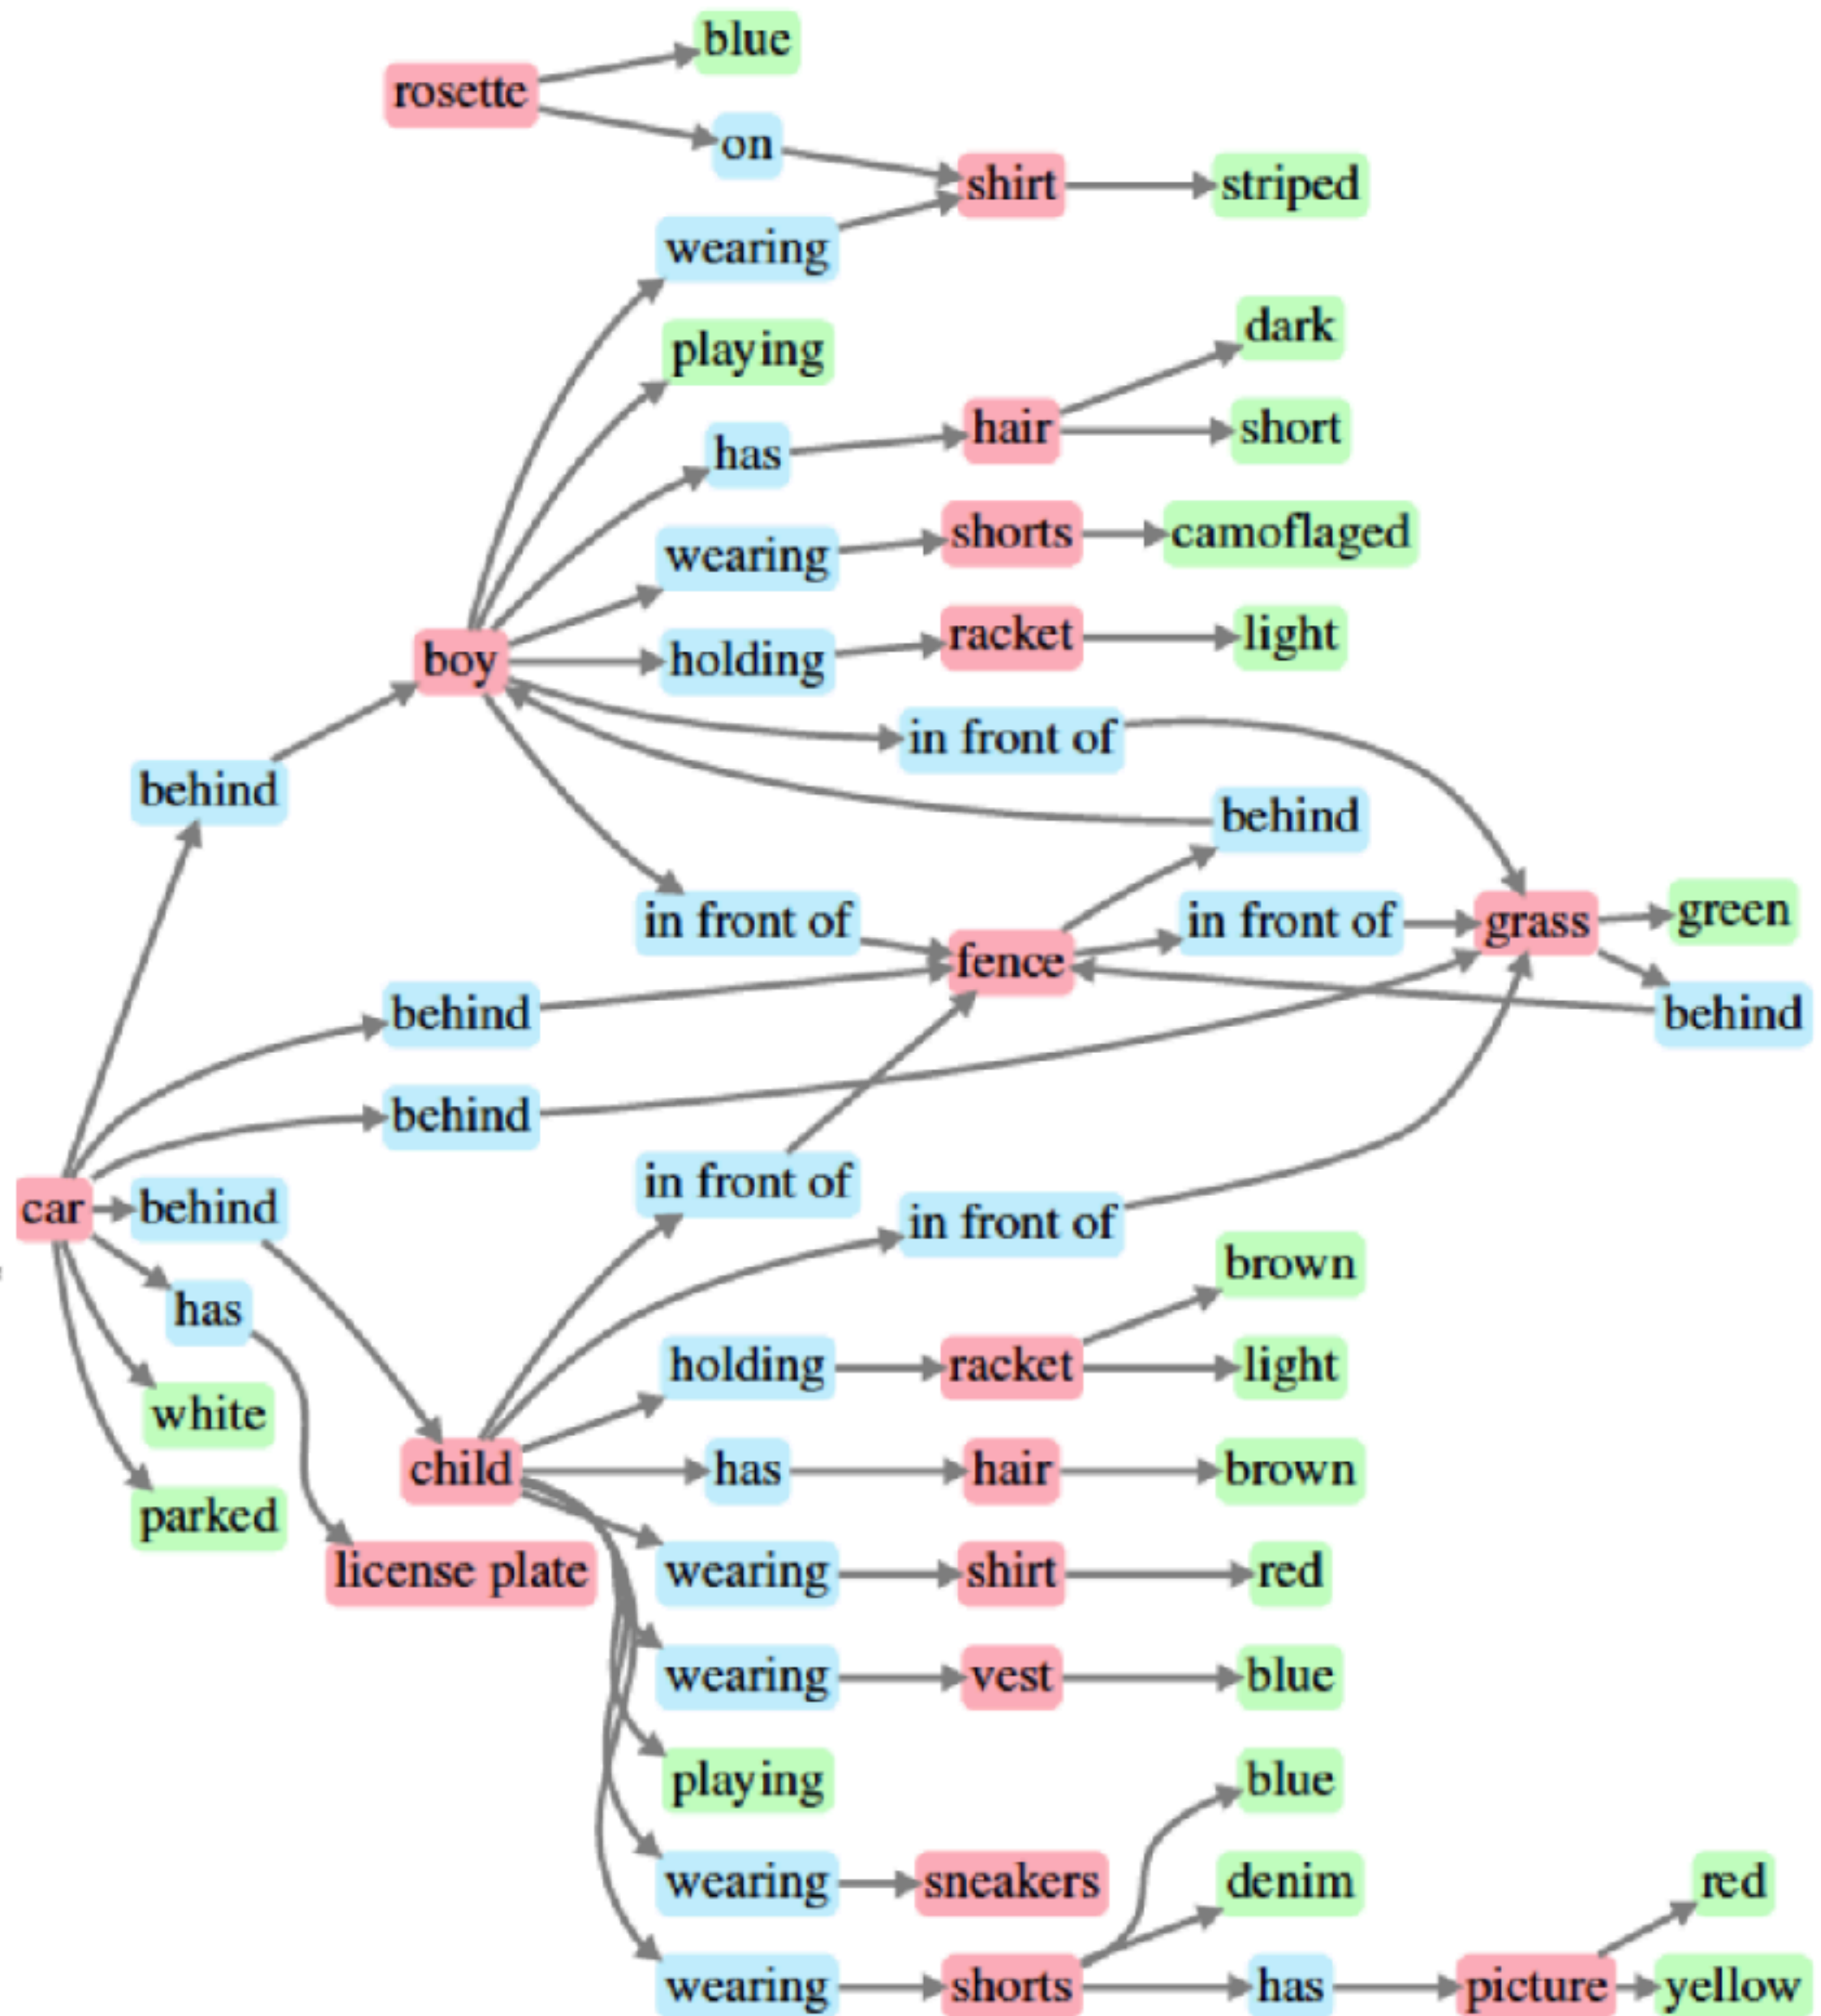 blue
rosette
on
shirt
striped
wearing
dark
playing
hair
short
has
shorts
camoflaged
wearing
racket
light
boy
holding
in front of
behind
behind
in front of
in front of
grass
green
fence
behind
behind
behind
in front of
car
behind
in front of
brown
has
holding
racket
light
white
child
has
hair
brown
parked
license plate
wearing
shirt
red
wearing
vest
blue
playing
blue
wearing
sneakers
denim
red
wearing
shorts
has
picture
yellow